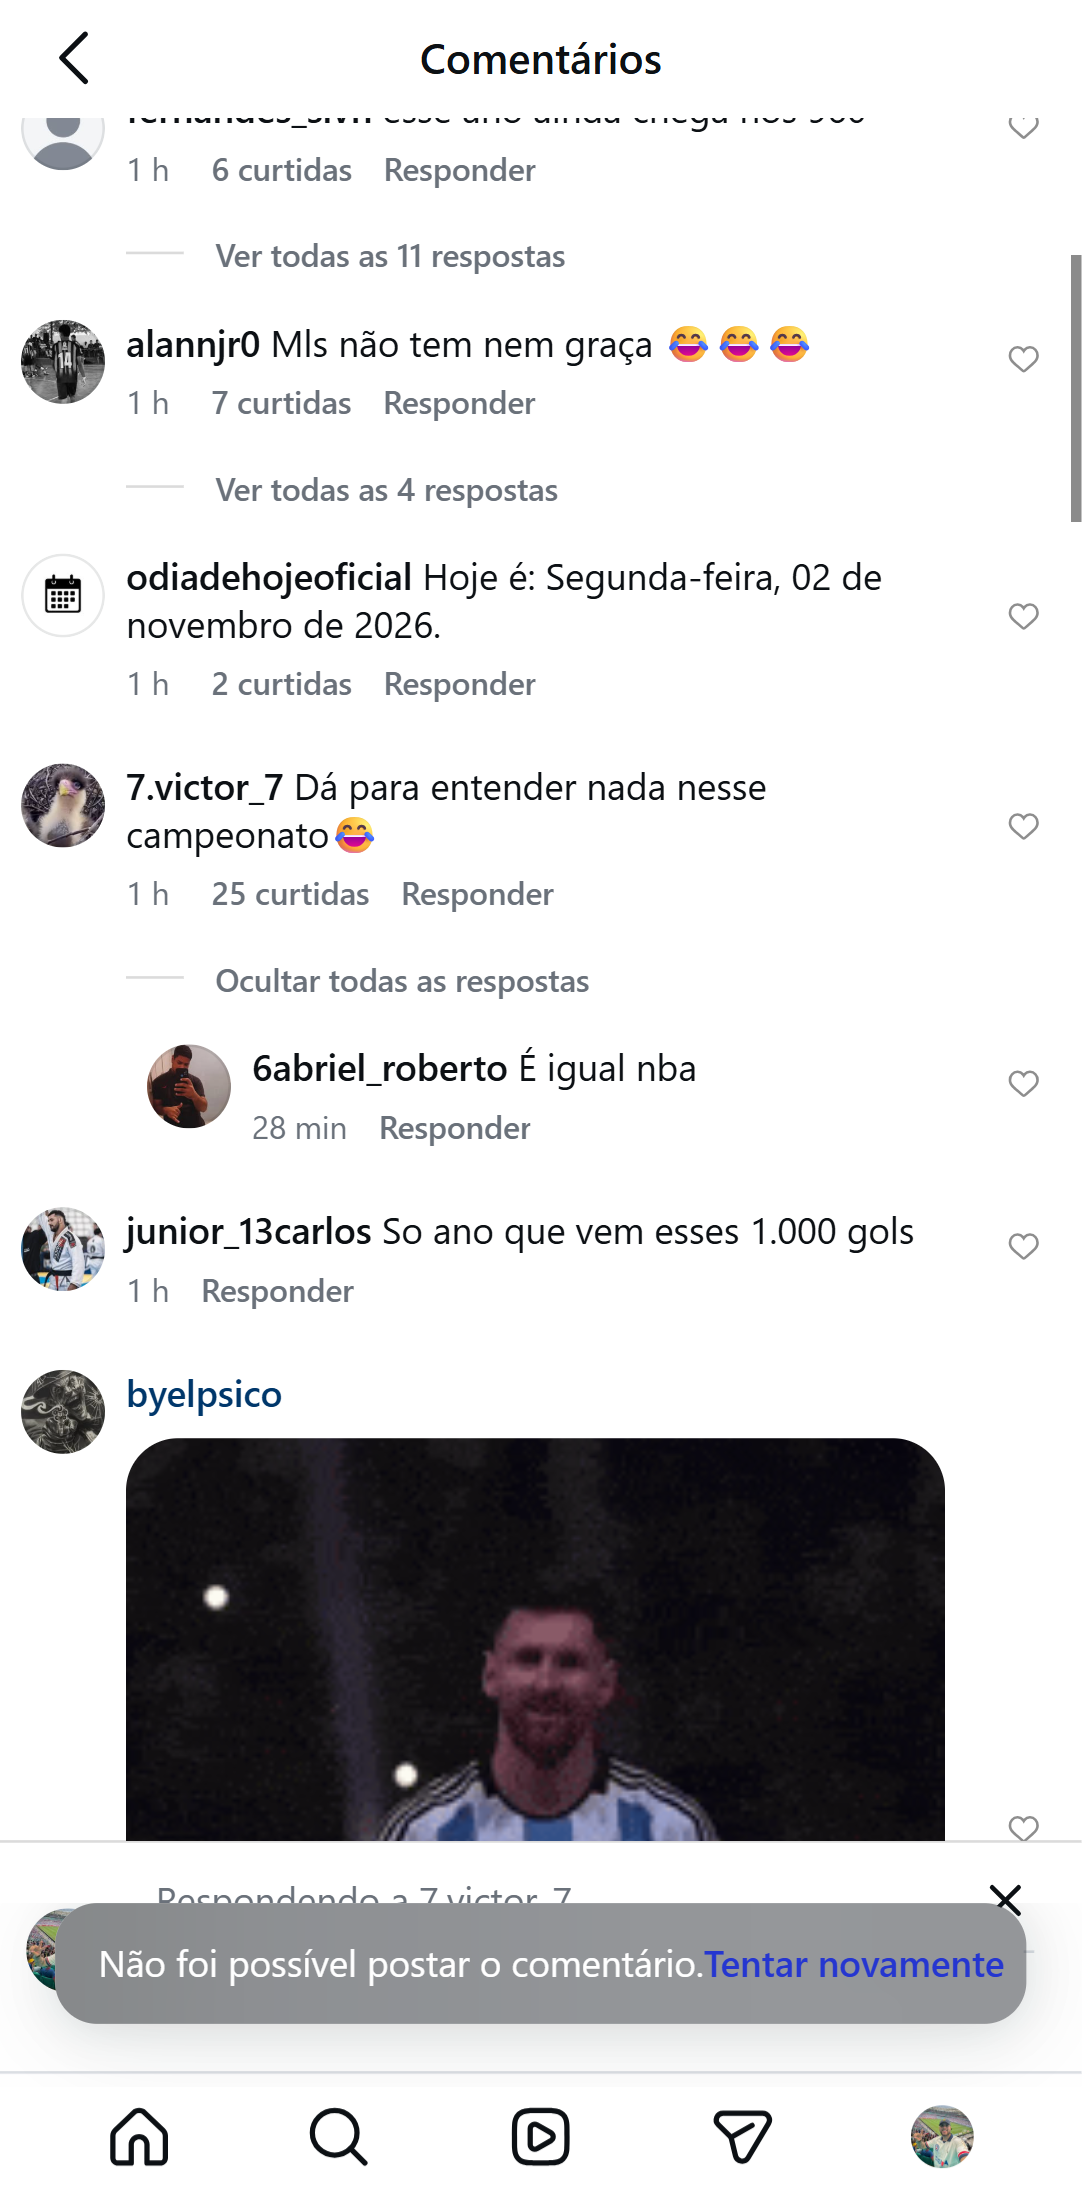 Comentários
1 h 6 curtidas Responder
Ver todas as 11 respostas
alannjr0 Mls não tem nem graça 😂😂😂
1 h 7 curtidas Responder
Ver todas as 4 respostas
odiadehojeoficial Hoje é: Segunda-feira, 02 de
novembro de 2026.
1 h 2 curtidas Responder
7.victor_7 Dá para entender nada nesse
campeonato😂
1 h 25 curtidas Responder
Ocultar todas as respostas
6abriel_roberto É igual nba
28 min Responder
junior_13carlos So ano que vem esses 1.000 gols
1 h Responder
byelpsico
Respondendo a 7.victor_7
Não foi possível postar o comentário.Tentar novamente